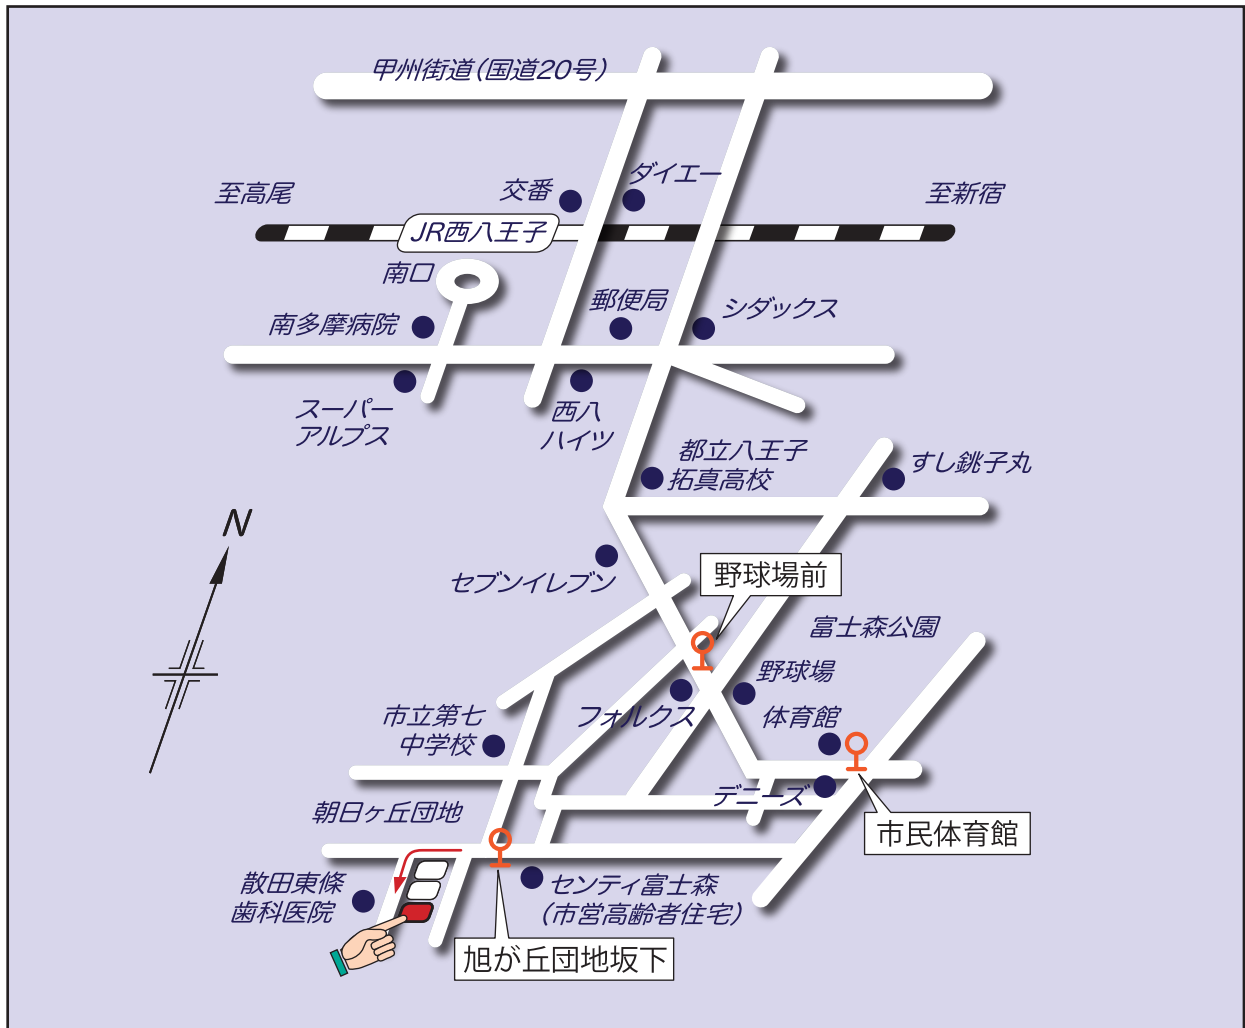 甲州街道(国道20号)
交番
ダイエー
至高尾
至新宿
JR西八王子
南口
郵便局
シダックス
南多摩病院
スーパー
アルプス
西八
ハイツ
都立八王子
拓真高校
すし銚子丸
N
セブンイレブン
野球場前
富士森公園
野球場
フォルクス
体育館
市立第七
中学校
デニーズ
朝日ヶ丘団地
市民体育館
散田東條
歯科医院
センティ富士森
(市営高齢者住宅)
旭が丘団地坂下